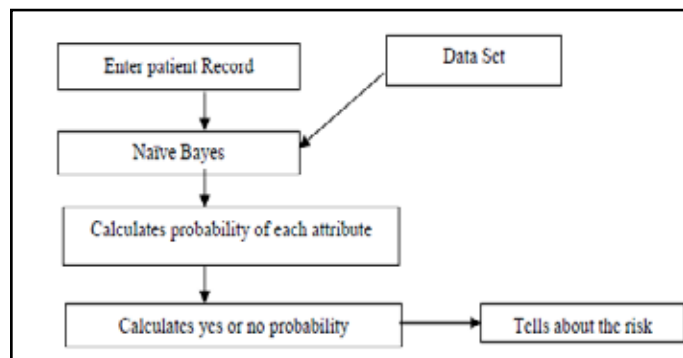 Enter patient Record
Data Set
Naïve Bayes
Calculates probability of each attribute
Calculates yes or no probability
Tells about the risk